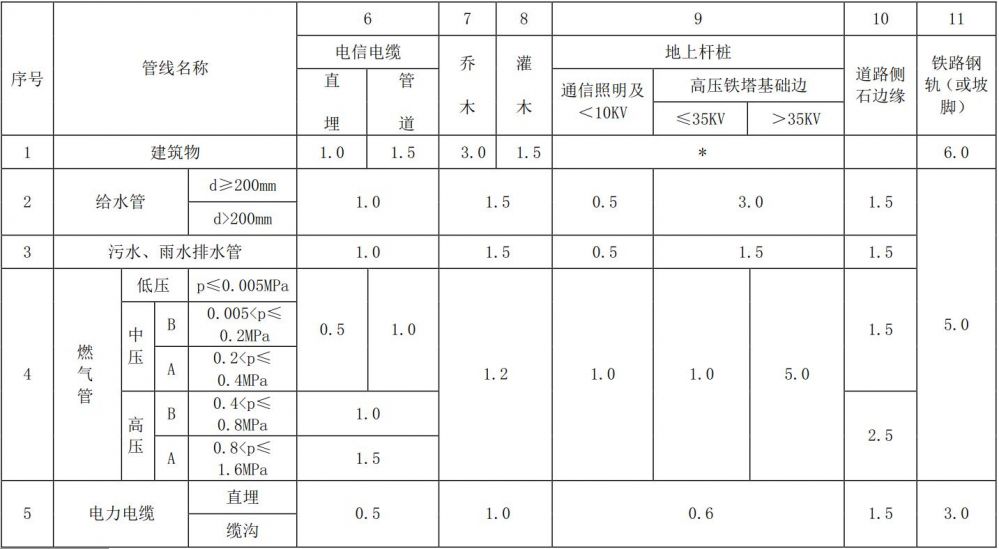 序号
管线名称
6
7
8
9
10
11
电信电缆
乔木
灌木
地上杆桩
道路侧
石边缘
铁路钢
轨(或坡
脚)
直埋
管道
通信照明及
<10KV
高压铁塔基础边
≤35KV
>35KV
1
建筑物
1.0
1.5
3.0
1.5
*
6.0
2
给水管
d≥200mm
d>200mm
1.0
1.5
0.5
3.0
1.5
5.0
3
污水、雨水排水管
1.0
1.5
0.5
1.5
1.5
4
燃气管
低压
p≤0.005MPa
0.5
1.0
1.2
1.0
1.0
5.0
1.5
中压
B
0.005<p≤
0.2MPa
A
0.2<p≤
0.4MPa
高压
B
0.4<p≤
0.8MPa
1.0
2.5
A
0.8<p≤
1.6MPa
1.5
5
电力电缆
直埋
缆沟
0.5
1.0
0.6
1.5
3.0